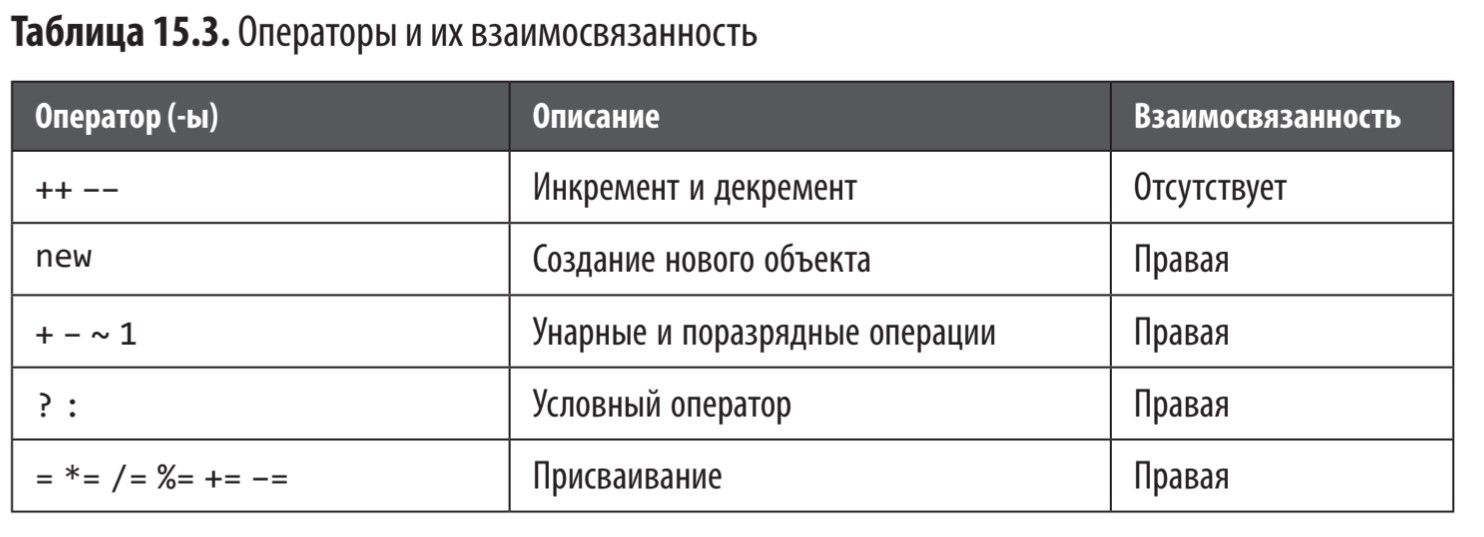 Таблица 15.3. Операторы и их взаимосвязанность
Оператор (-ы) Описание Взаимосвязанность
++ –– Инкремент и декремент Отсутствует
new Создание нового объекта Правая
+ – ~ 1 Унарные и поразрядные операции Правая
? : Условный оператор Правая
= *= /= %= += –= Присваивание Правая